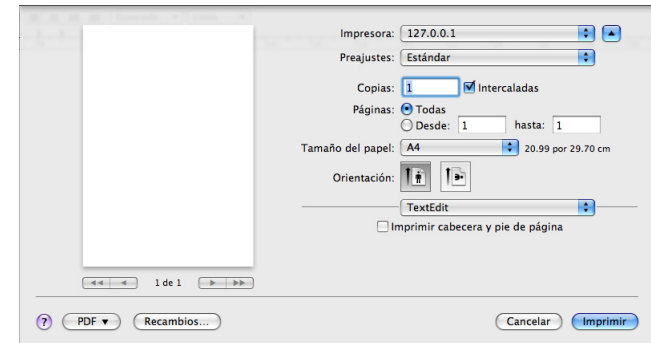 Impresora: 127.0.0.1
Preajustes: Estándar
Copias: 1 Intercaladas
Páginas: Todas
Desde: 1 hasta: 1
Tamaño del papel: A4 20.99 por 29.70 cm
Orientación:
TextEdit
Imprimir cabecera y pie de página
1 de 1
? PDF Recambios... Cancelar Imprimir